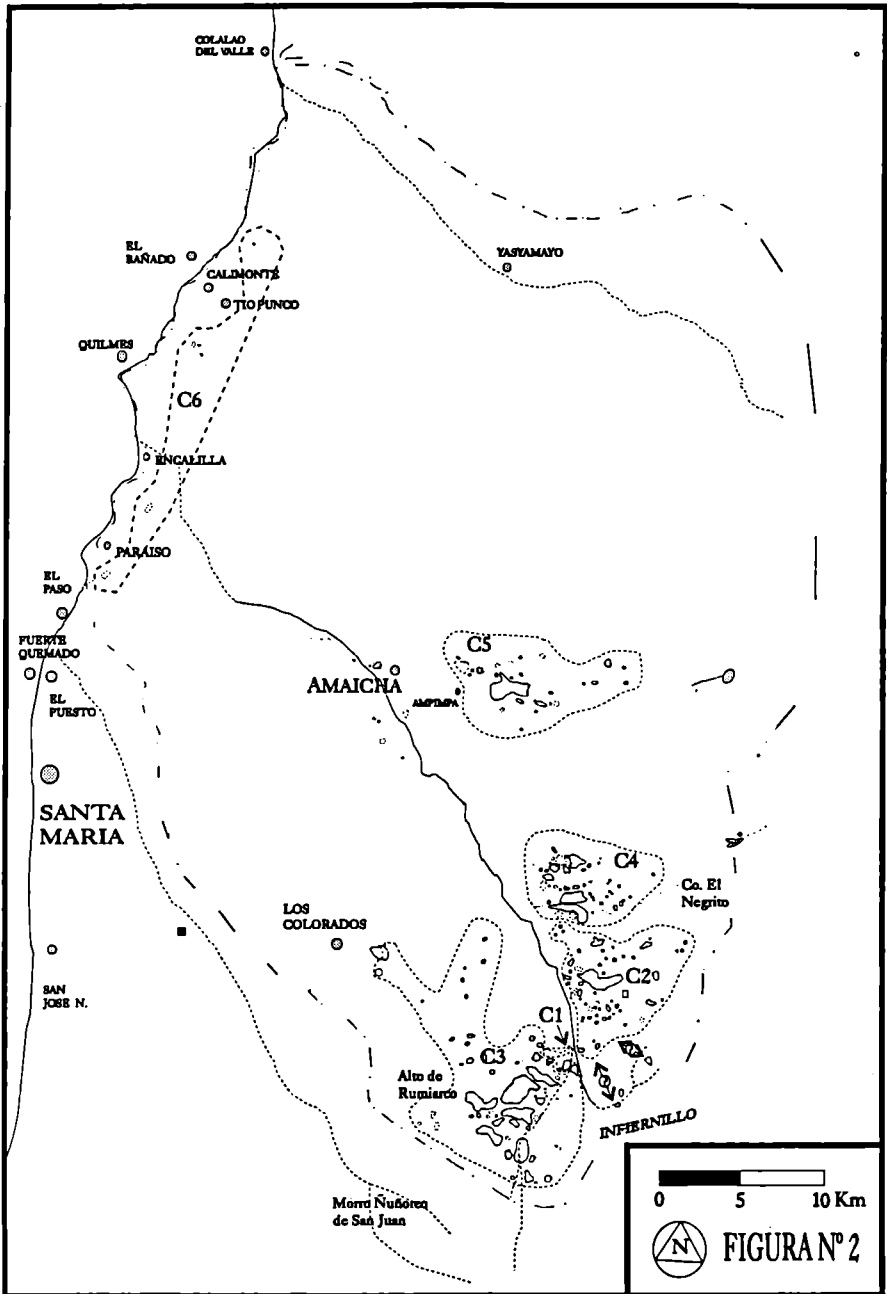 COLALAO
DEL VALLE
EL
BAÑADO
YASYAMAYO
CALIMONTE
TIO PUNCO
QUILMES
C6
ENCALILLA
PARAISO
EL
PASO
FUERTE
QUEMADO
EL
PUESTO
C5
AMAICHA
AMPIMPA
SANTA
MARIA
C4
Co. El
Negrito
LOS
COLORADOS
C2
SAN
JOSE N.
C1
C3
Alto de
Rumiarco
INFIERNILLO
Morro Nuñorco
de San Juan
0 5 10 Km
N
FIGURA Nº 2